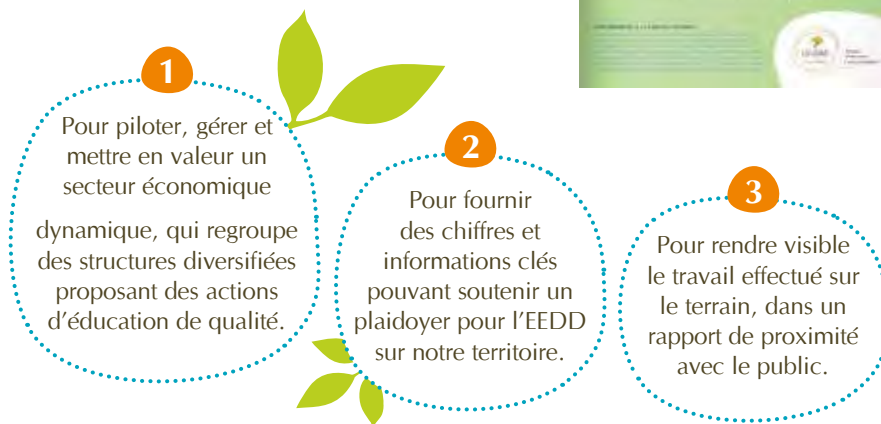 1
Pour piloter, gérer et
mettre en valeur un
secteur économique
dynamique, qui regroupe
des structures diversifiées
proposant des actions
d’éducation de qualité.
2
Pour fournir
des chiffres et
informations clés
pouvant soutenir un
plaidoyer pour l’EEDD
sur notre territoire.
3
Pour rendre visible
le travail effectué sur
le terrain, dans un
rapport de proximité
avec le public.